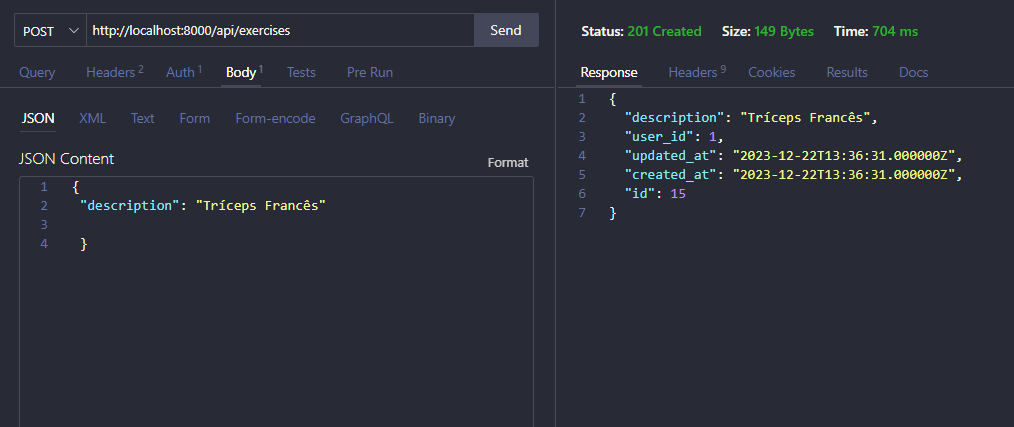 POST http://localhost:8000/api/exercises Send
Query Headers 2 Auth 1 Body 1 Tests Pre Run
JSON XML Text Form Form-encode GraphQL Binary
JSON Content Format
1 {
2 "description": "Tríceps Francês"
3
4 }
Status: 201 Created Size: 149 Bytes Time: 704 ms
Response Headers 9 Cookies Results Docs
1 {
2 "description": "Tríceps Francês",
3 "user_id": 1,
4 "updated_at": "2023-12-22T13:36:31.000000Z",
5 "created_at": "2023-12-22T13:36:31.000000Z",
6 "id": 15
7 }